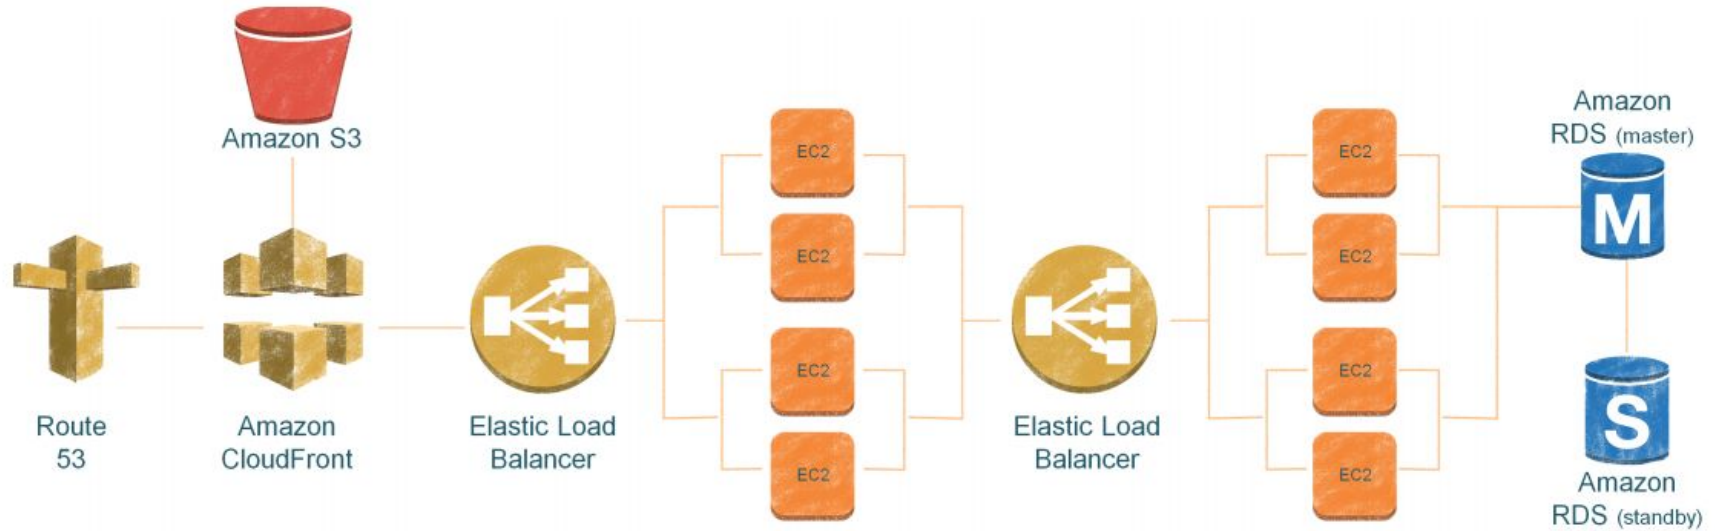 Amazon S3
Route
53
Amazon
CloudFront
Elastic Load
Balancer
EC2
EC2
EC2
EC2
Elastic Load
Balancer
EC2
EC2
EC2
EC2
Amazon
RDS (master)
M
S
Amazon
RDS (standby)